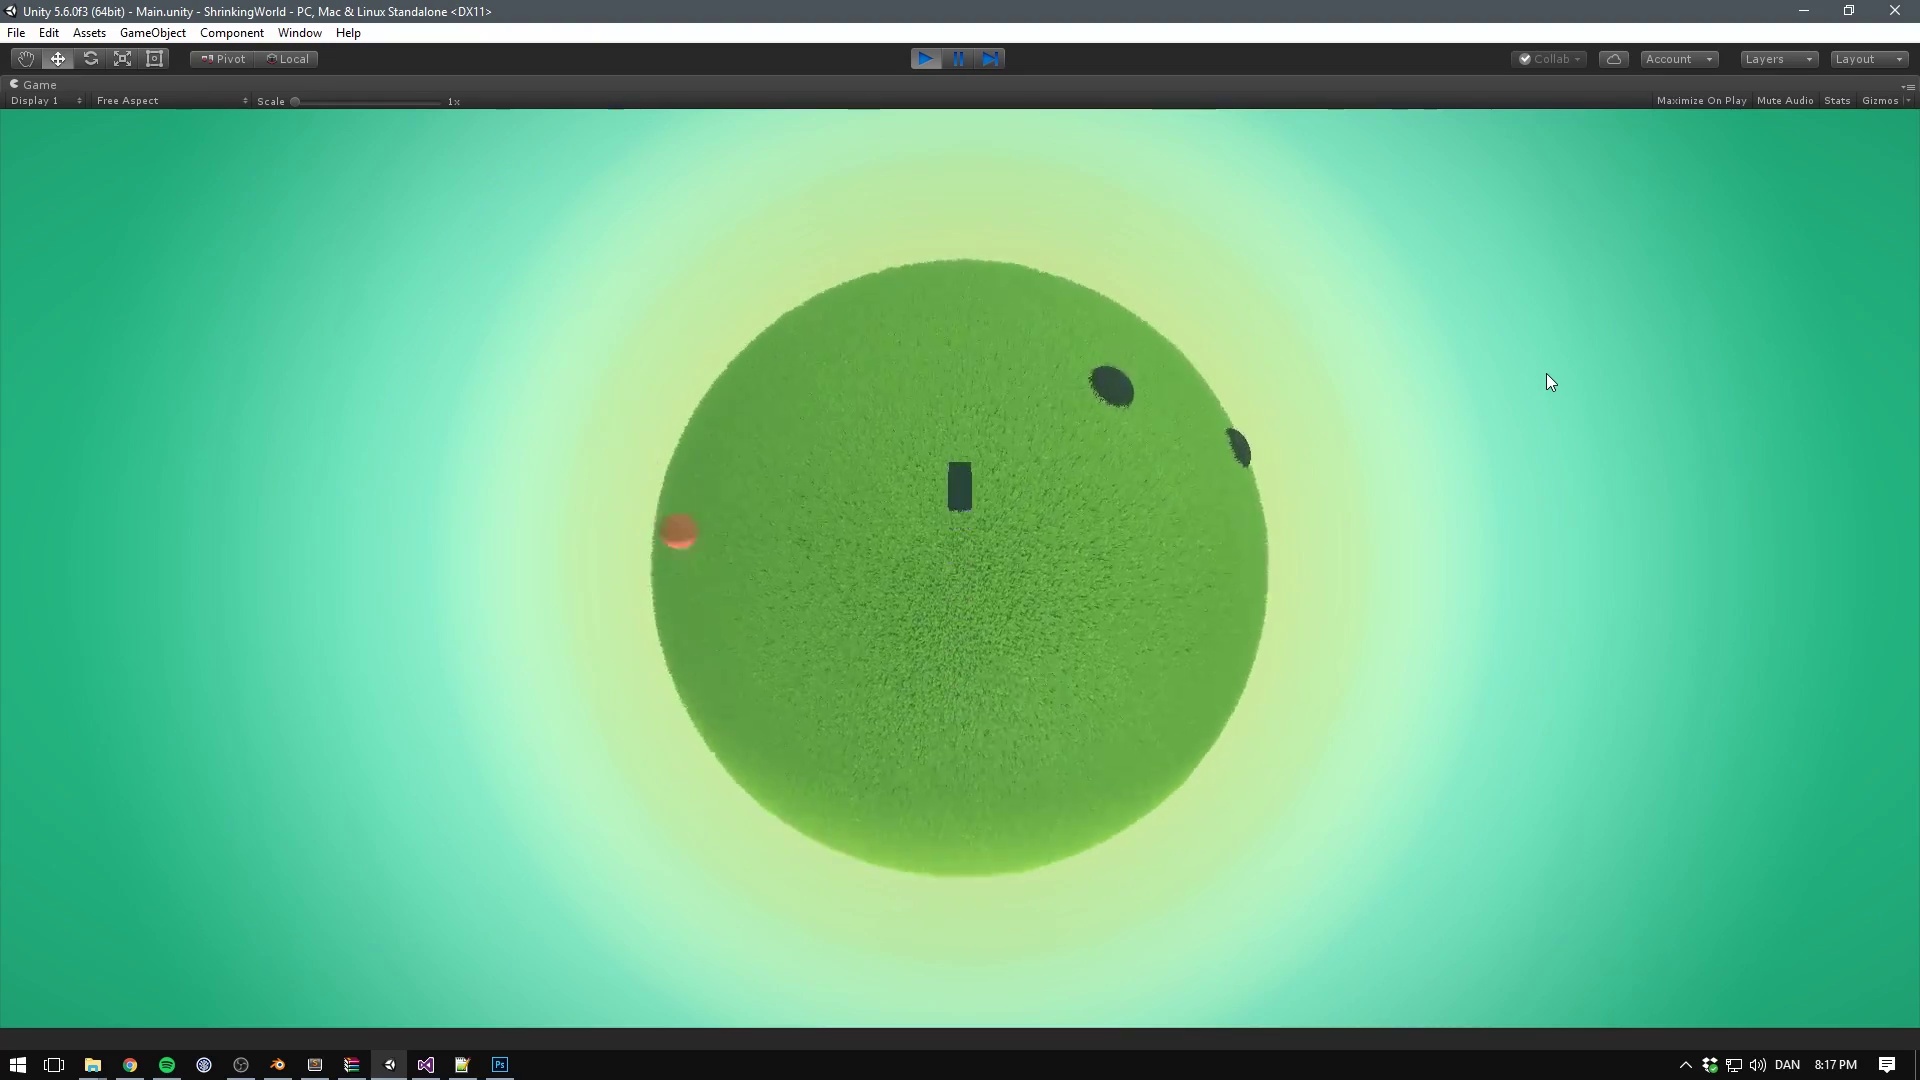 Unity 5.6.0f3 (64bit) - Main.unity - ShrinkingWorld - PC, Mac & Linux Standalone <DX11>
File Edit Assets GameObject Component Window Help
Pivot Local Collab Account Layers Layout
Game
Display 1 Free Aspect Scale 1x Maximize On Play Mute Audio Stats Gizmos
Ps DAN 8:17 PM